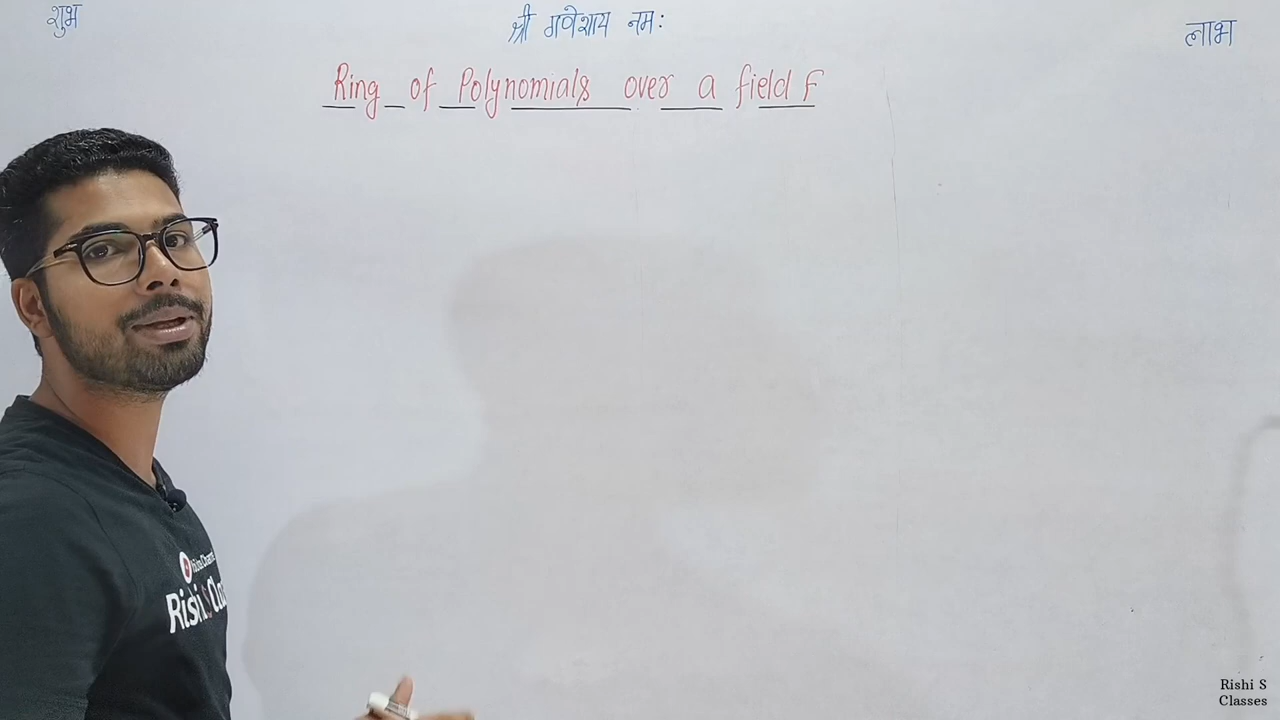 शुभ
श्री गणेशाय नम:
लाभ
Ring of Polynomials over a field F
Rishi S
Classes